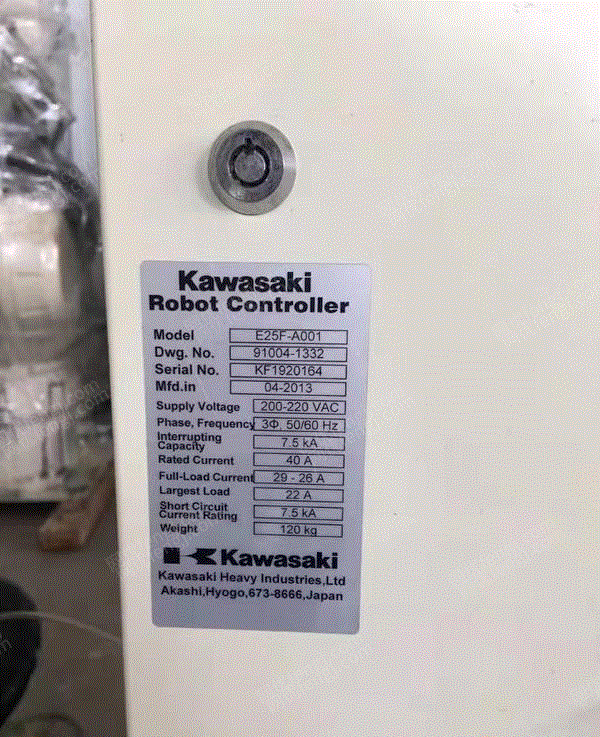 Kawasaki
Robot Controller
Model E25F-A001
Dwg. No. 91004-1332
Serial No. KF1920164
Mfd.in 04-2013
Supply Voltage 200-220 VAC
Phase, Frequency 3Φ, 50/60 Hz
Interrupting
Capacity 7.5 kA
Rated Current 40 A
Full-Load Current 29 - 26 A
Largest Load 22 A
Short Circuit
Current Rating 7.5 kA
Weight 120 kg
Kawasaki
Kawasaki Heavy Industries,Ltd
Akashi,Hyogo,673-8666,Japan